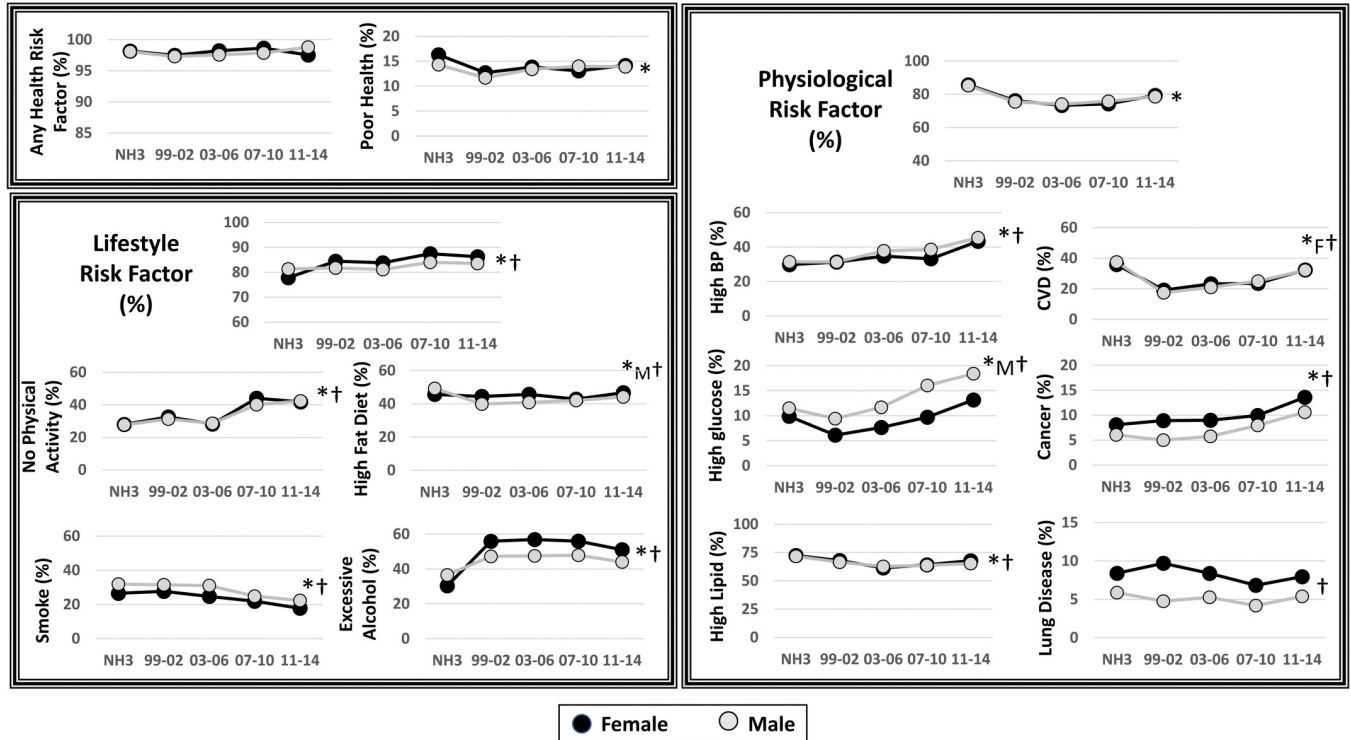 Any Health Risk
Factor (%)
100
95
90
85
NH3 99-02 03-06 07-10 11-14
Poor Health (%)
20
15
10
5
0
*
NH3 99-02 03-06 07-10 11-14
Lifestyle
Risk Factor
(%)
100
90
80
70
60
*†
NH3 99-02 03-06 07-10 11-14
No Physical
Activity (%)
60
40
20
0
*†
NH3 99-02 03-06 07-10 11-14
High Fat Diet (%)
60
40
20
0
*M†
NH3 99-02 03-06 07-10 11-14
Smoke (%)
60
40
20
0
*†
NH3 99-02 03-06 07-10 11-14
Excessive
Alcohol (%)
60
40
20
0
*†
NH3 99-02 03-06 07-10 11-14
Physiological
Risk Factor
(%)
100
80
60
40
*
NH3 99-02 03-06 07-10 11-14
High BP (%)
60
40
20
0
*†
NH3 99-02 03-06 07-10 11-14
CVD (%)
60
40
20
0
*F†
NH3 99-02 03-06 07-10 11-14
High glucose (%)
20
15
10
5
0
*M†
NH3 99-02 03-06 07-10 11-14
Cancer (%)
20
15
10
5
0
*†
NH3 99-02 03-06 07-10 11-14
High Lipid (%)
100
75
50
25
0
*†
NH3 99-02 03-06 07-10 11-14
Lung Disease (%)
15
10
5
0
†
NH3 99-02 03-06 07-10 11-14
Female Male